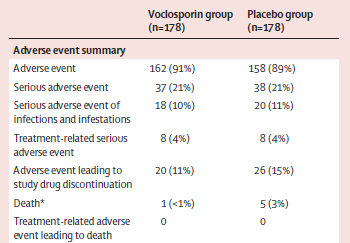 Voclosporin group Placebo group
(n=178) (n=178)
Adverse event summary
Adverse event 162 (91%) 158 (89%)
Serious adverse event 37 (21%) 38 (21%)
Serious adverse event of 18 (10%) 20 (11%)
infections and infestations
Treatment-related serious 8 (4%) 8 (4%)
adverse event
Adverse event leading to 20 (11%) 26 (15%)
study drug discontinuation
Death* 1 (<1%) 5 (3%)
Treatment-related adverse 0 0
event leading to death